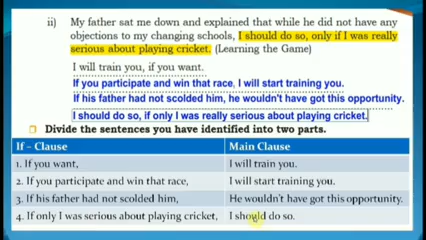 ii) My father sat me down and explained that while he did not have any
objections to my changing schools, I should do so, only if I was really
serious about playing cricket. (Learning the Game)
I will train you, if you want.
If you participate and win that race, I will start training you.
If his father had not scolded him, he wouldn't have got this opportunity.
I should do so, if only I was really serious about playing cricket.
Divide the sentences you have identified into two parts.
If – Clause Main Clause
1. If you want, I will train you.
2. If you participate and win that race, I will start training you.
3. If his father had not scolded him, He wouldn't have got this opportunity.
4. If only I was serious about playing cricket, I should do so.